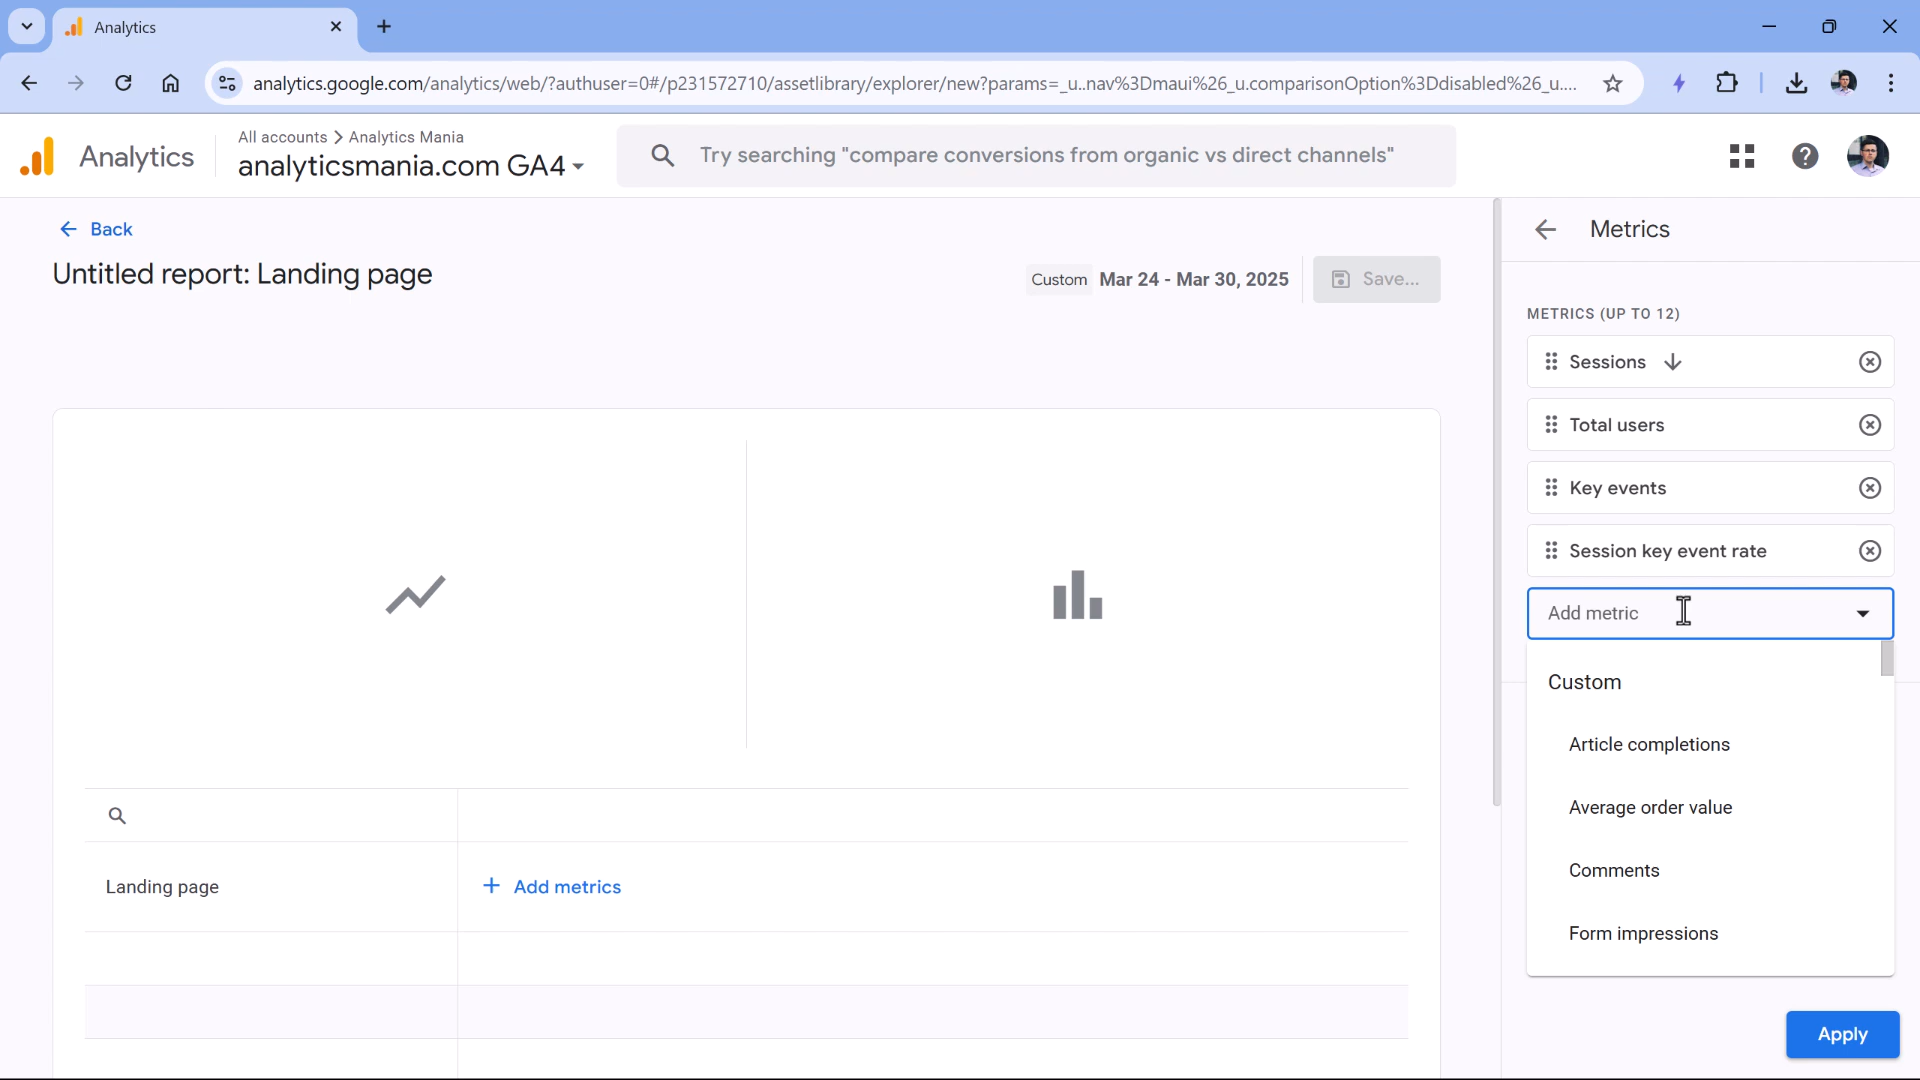 Analytics
analytics.google.com/analytics/web/?authuser=0#/p231572710/assetlibrary/explorer/new?params=_u..nav%3Dmaui%26_u.comparisonOption%3Ddisabled%26_u....
Analytics
All accounts > Analytics Mania
analyticsmania.com GA4
Try searching "compare conversions from organic vs direct channels"
Back
Untitled report: Landing page
Custom Mar 24 - Mar 30, 2025
Save...
Landing page
Add metrics
Metrics
METRICS (UP TO 12)
Sessions
Total users
Key events
Session key event rate
Add metric
Custom
Article completions
Average order value
Comments
Form impressions
Apply